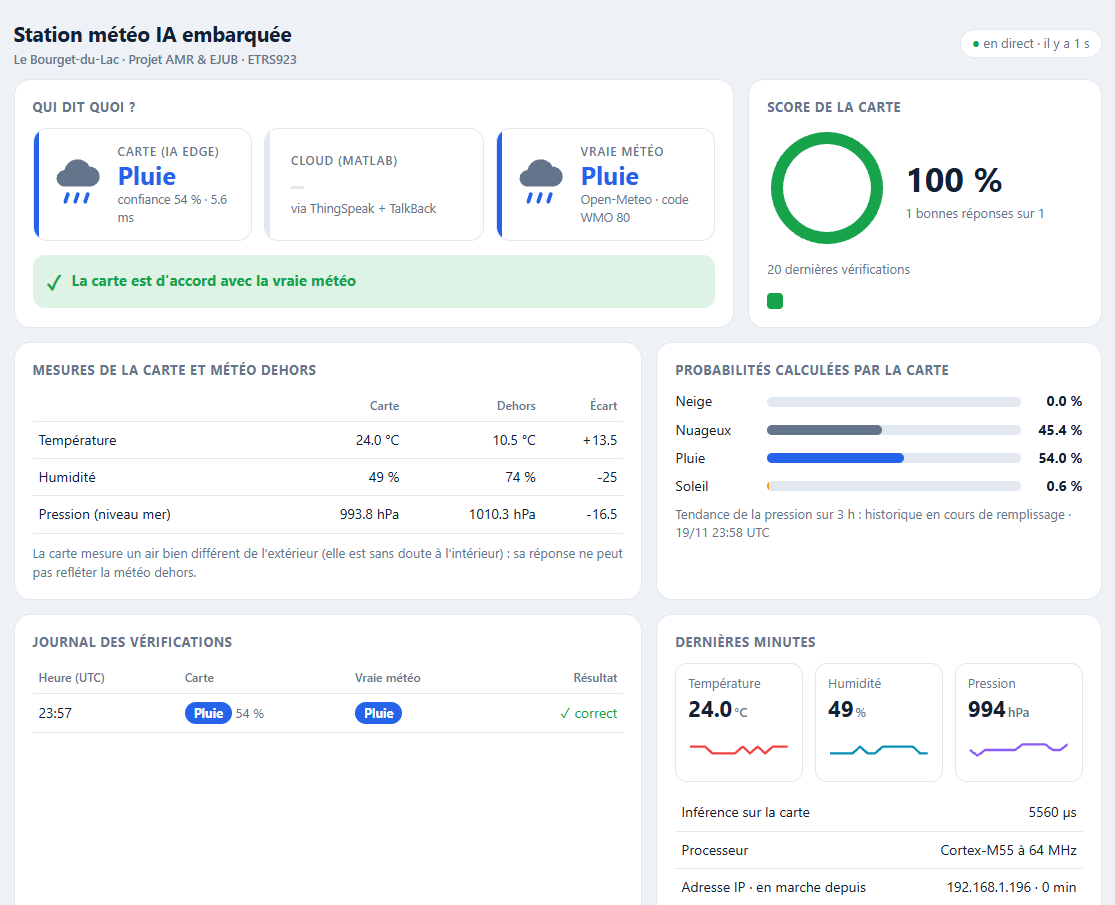 Station météo IA embarquée
Le Bourget-du-Lac · Projet AMR & EJUB · ETRS923
● en direct · il y a 1 s
QUI DIT QUOI ?
CARTE (IA EDGE)
Pluie
confiance 54 % · 5.6
ms
CLOUD (MATLAB)
—
via ThingSpeak + TalkBack
VRAIE MÉTÉO
Pluie
Open-Meteo · code
WMO 80
✓ La carte est d'accord avec la vraie météo
SCORE DE LA CARTE
100 %
1 bonnes réponses sur 1
20 dernières vérifications
MESURES DE LA CARTE ET MÉTÉO DEHORS
Carte Dehors Écart
Température 24.0 °C 10.5 °C +13.5
Humidité 49 % 74 % -25
Pression (niveau mer) 993.8 hPa 1010.3 hPa -16.5
La carte mesure un air bien différent de l'extérieur (elle est sans doute à l'intérieur) : sa réponse ne peut
pas refléter la météo dehors.
PROBABILITÉS CALCULÉES PAR LA CARTE
Neige 0.0 %
Nuageux 45.4 %
Pluie 54.0 %
Soleil 0.6 %
Tendance de la pression sur 3 h : historique en cours de remplissage ·
19/11 23:58 UTC
JOURNAL DES VÉRIFICATIONS
Heure (UTC) Carte Vraie météo Résultat
23:57 Pluie 54 % Pluie ✓ correct
DERNIÈRES MINUTES
Température
24.0 °C
Humidité
49 %
Pression
994 hPa
Inférence sur la carte 5560 µs
Processeur Cortex-M55 à 64 MHz
Adresse IP · en marche depuis 192.168.1.196 · 0 min